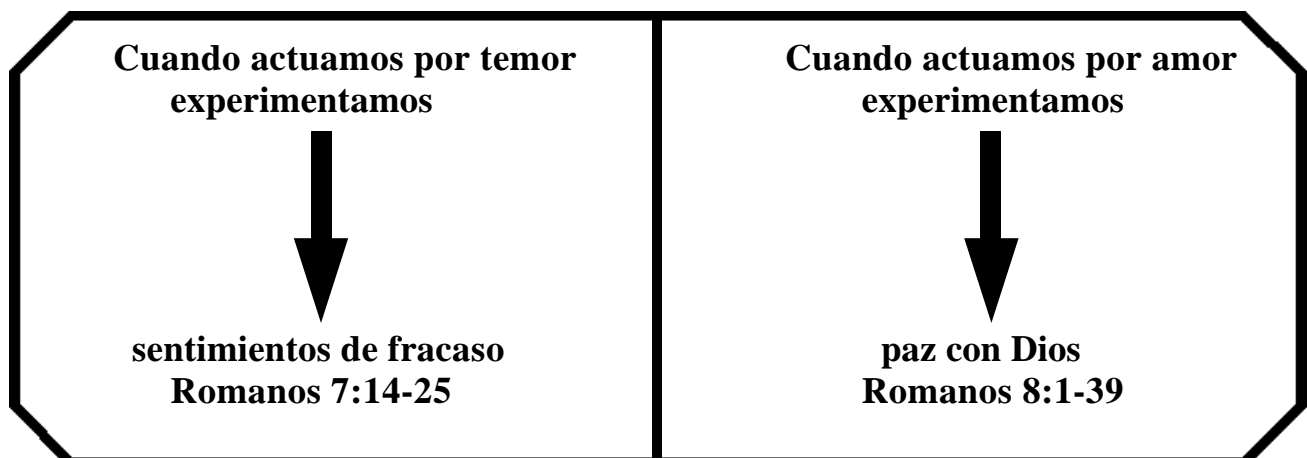 Cuando actuamos por temor
experimentamos
sentimientos de fracaso
Romanos 7:14-25
Cuando actuamos por amor
experimentamos
paz con Dios
Romanos 8:1-39